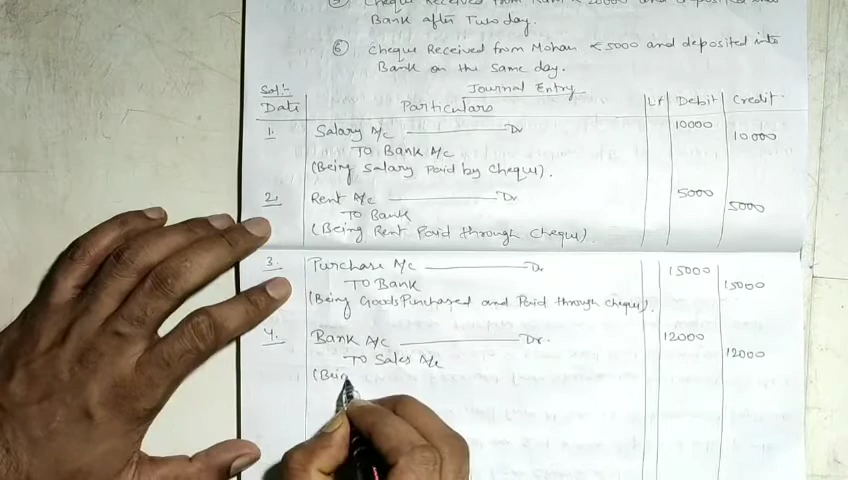 Bank after Two day.
⑥ Cheque Received from Mohan ₹ 5000 and deposited into
Bank on the same day.
Sol:-
Journal Entry
Date Particulars L.f Debit Credit
1. Salary A/c Dr 10000
To Bank A/c 10000
(Being Salary Paid by Cheque).
2. Rent A/c Dr 5000
To Bank 5000
(Being Rent Paid through Cheque).
3. Purchase A/c Dr 15000
To Bank 15000
(Being Goods Purchased and Paid through cheque).
4. Bank A/c Dr. 12000
To Sales A/c 12000
(Being